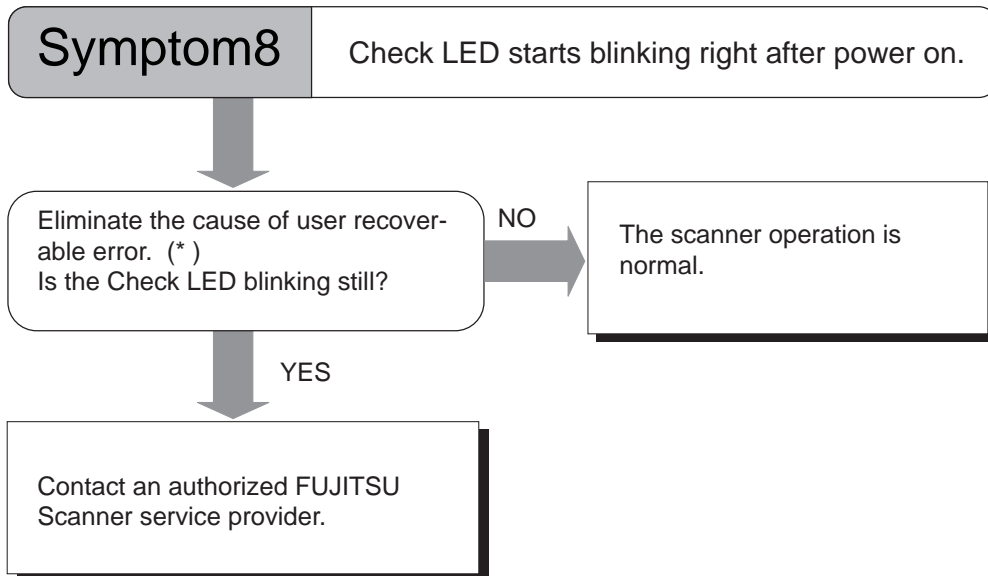 Symptom8
Check LED starts blinking right after power on.
Eliminate the cause of user recover-
able error. (* )
Is the Check LED blinking still?
NO
The scanner operation is
normal.
YES
Contact an authorized FUJITSU
Scanner service provider.